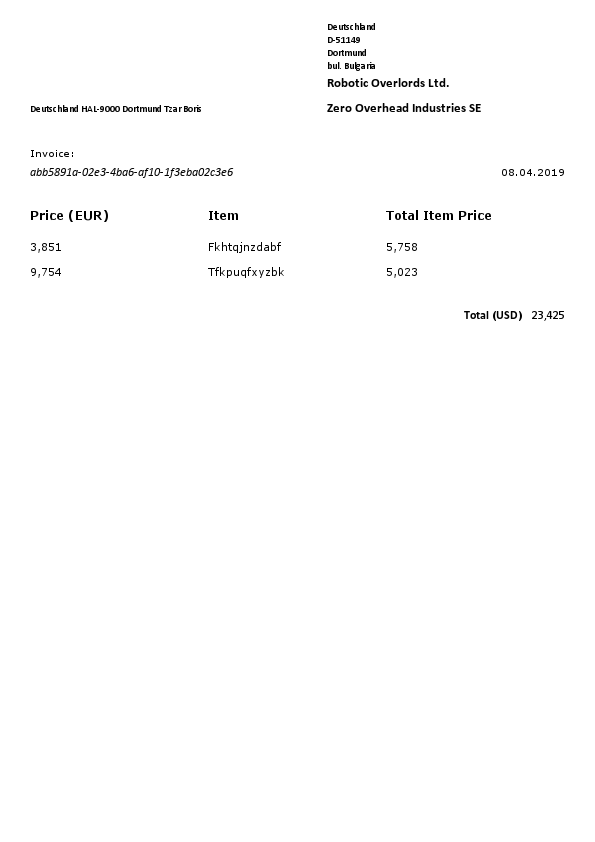 Deutschland
D-51149
Dortmund
bul. Bulgaria
Robotic Overlords Ltd.
Deutschland HAL-9000 Dortmund Tzar Boris Zero Overhead Industries SE
Invoice:
abb5891a-02e3-4ba6-af10-1f3eba02c3e6 08.04.2019
Price (EUR) Item Total Item Price
3,851 Fkhtqjnzdabf 5,758
9,754 Tfkpuqfxyzbk 5,023
Total (USD) 23,425